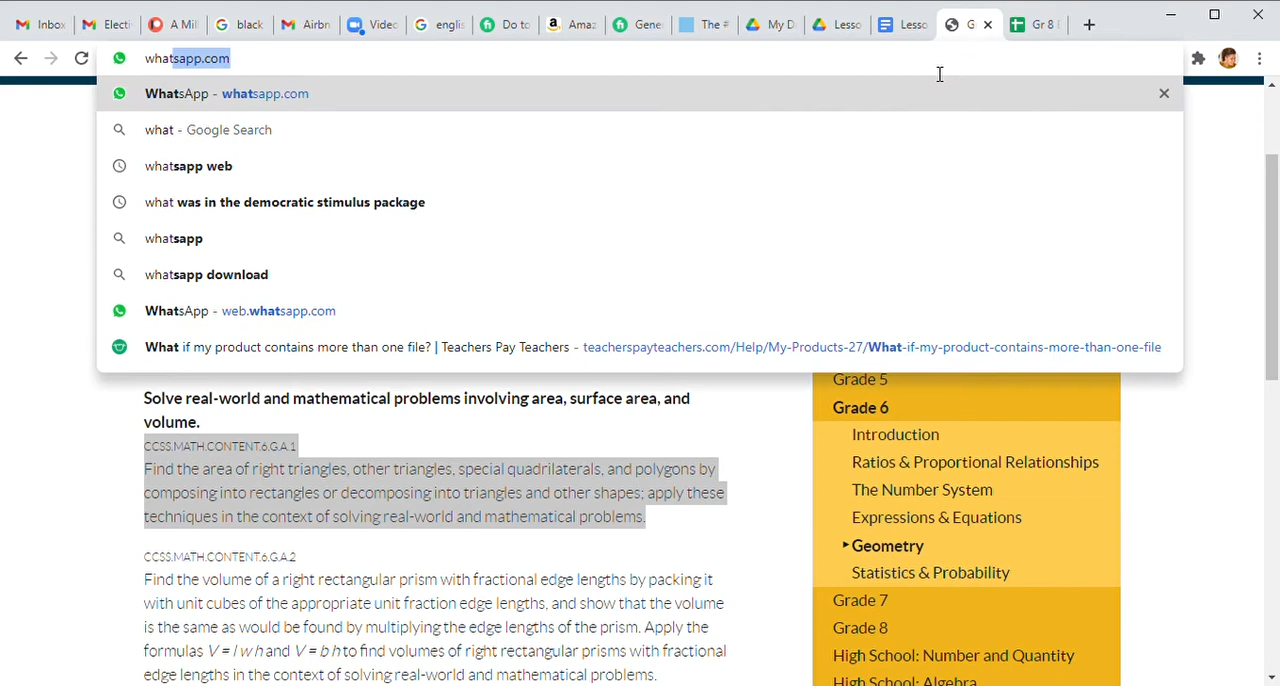 Inbox Electi A Mil black Airbn Videc englis Do to Amaz Gene The # My D Lesso Lesso G Gr 8 I
whatsapp.com
WhatsApp - whatsapp.com
what - Google Search
whatsapp web
what was in the democratic stimulus package
whatsapp
whatsapp download
WhatsApp - web.whatsapp.com
What if my product contains more than one file? | Teachers Pay Teachers - teacherspayteachers.com/Help/My-Products-27/What-if-my-product-contains-more-than-one-file
Solve real-world and mathematical problems involving area, surface area, and
volume.
CCSS.MATH.CONTENT.6.G.A.1
Find the area of right triangles, other triangles, special quadrilaterals, and polygons by
composing into rectangles or decomposing into triangles and other shapes; apply these
techniques in the context of solving real-world and mathematical problems.
CCSS.MATH.CONTENT.6.G.A.2
Find the volume of a right rectangular prism with fractional edge lengths by packing it
with unit cubes of the appropriate unit fraction edge lengths, and show that the volume
is the same as would be found by multiplying the edge lengths of the prism. Apply the
formulas V = l w h and V = b h to find volumes of right rectangular prisms with fractional
edge lengths in the context of solving real-world and mathematical problems.
Grade 5
Grade 6
Introduction
Ratios & Proportional Relationships
The Number System
Expressions & Equations
Geometry
Statistics & Probability
Grade 7
Grade 8
High School: Number and Quantity
High School: Algebra